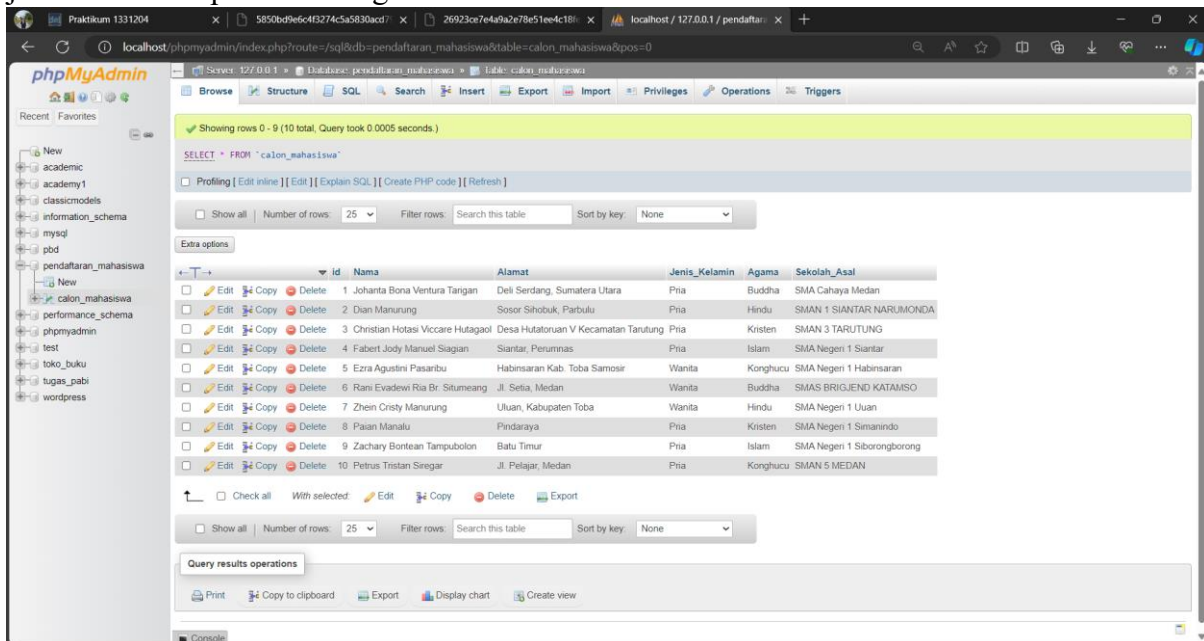 Praktikum 1331204
5850bd9e6c4f3274c5a5830acd7
26923ce7e4a9a2e78e51ee4c18f
localhost / 127.0.0.1 / pendaftar
localhost/phpmyadmin/index.php?route=/sql&db=pendaftaran_mahasiswa&table=calon_mahasiswa&pos=0
phpMyAdmin
Recent Favorites
New
academic
academy1
classicmodels
information_schema
mysql
pbd
pendaftaran_mahasiswa
New
calon_mahasiswa
performance_schema
phpmyadmin
test
toko_buku
tugas_pabi
wordpress
Server: 127.0.0.1 » Database: pendaftaran_mahasiswa » Table: calon_mahasiswa
Browse Structure SQL Search Insert Export Import Privileges Operations Triggers
Showing rows 0 - 9 (10 total, Query took 0.0005 seconds.)
SELECT * FROM `calon_mahasiswa`
Profiling [ Edit inline ] [ Edit ] [ Explain SQL ] [ Create PHP code ] [ Refresh ]
Show all | Number of rows: 25 Filter rows: Search this table Sort by key: None
Extra options
←T→ id Nama Alamat Jenis_Kelamin Agama Sekolah_Asal
Edit Copy Delete 1 Johanta Bona Ventura Tarigan Deli Serdang, Sumatera Utara Pria Buddha SMA Cahaya Medan
Edit Copy Delete 2 Dian Manurung Sosor Sihobuk, Parbulu Pria Hindu SMAN 1 SIANTAR NARUMONDA
Edit Copy Delete 3 Christian Hotasi Viccare Hutagaol Desa Hutatoruan V Kecamatan Tarutung Pria Kristen SMAN 3 TARUTUNG
Edit Copy Delete 4 Fabert Jody Manuel Siagian Siantar, Perumnas Pria Islam SMA Negeri 1 Siantar
Edit Copy Delete 5 Ezra Agustini Pasaribu Habinsaran Kab. Toba Samosir Wanita Konghucu SMA Negeri 1 Habinsaran
Edit Copy Delete 6 Rani Evadewi Ria Br. Situmeang Jl. Setia, Medan Wanita Buddha SMAS BRIGJEND KATAMSO
Edit Copy Delete 7 Zhein Cristy Manurung Uluan, Kabupaten Toba Wanita Hindu SMA Negeri 1 Uuan
Edit Copy Delete 8 Paian Manalu Pindaraya Pria Kristen SMA Negeri 1 Simanindo
Edit Copy Delete 9 Zachary Bontean Tampubolon Batu Timur Pria Islam SMA Negeri 1 Siborongborong
Edit Copy Delete 10 Petrus Tristan Siregar Jl. Pelajar, Medan Pria Konghucu SMAN 5 MEDAN
Check all With selected: Edit Copy Delete Export
Show all | Number of rows: 25 Filter rows: Search this table Sort by key: None
Query results operations
Print Copy to clipboard Export Display chart Create view
Console